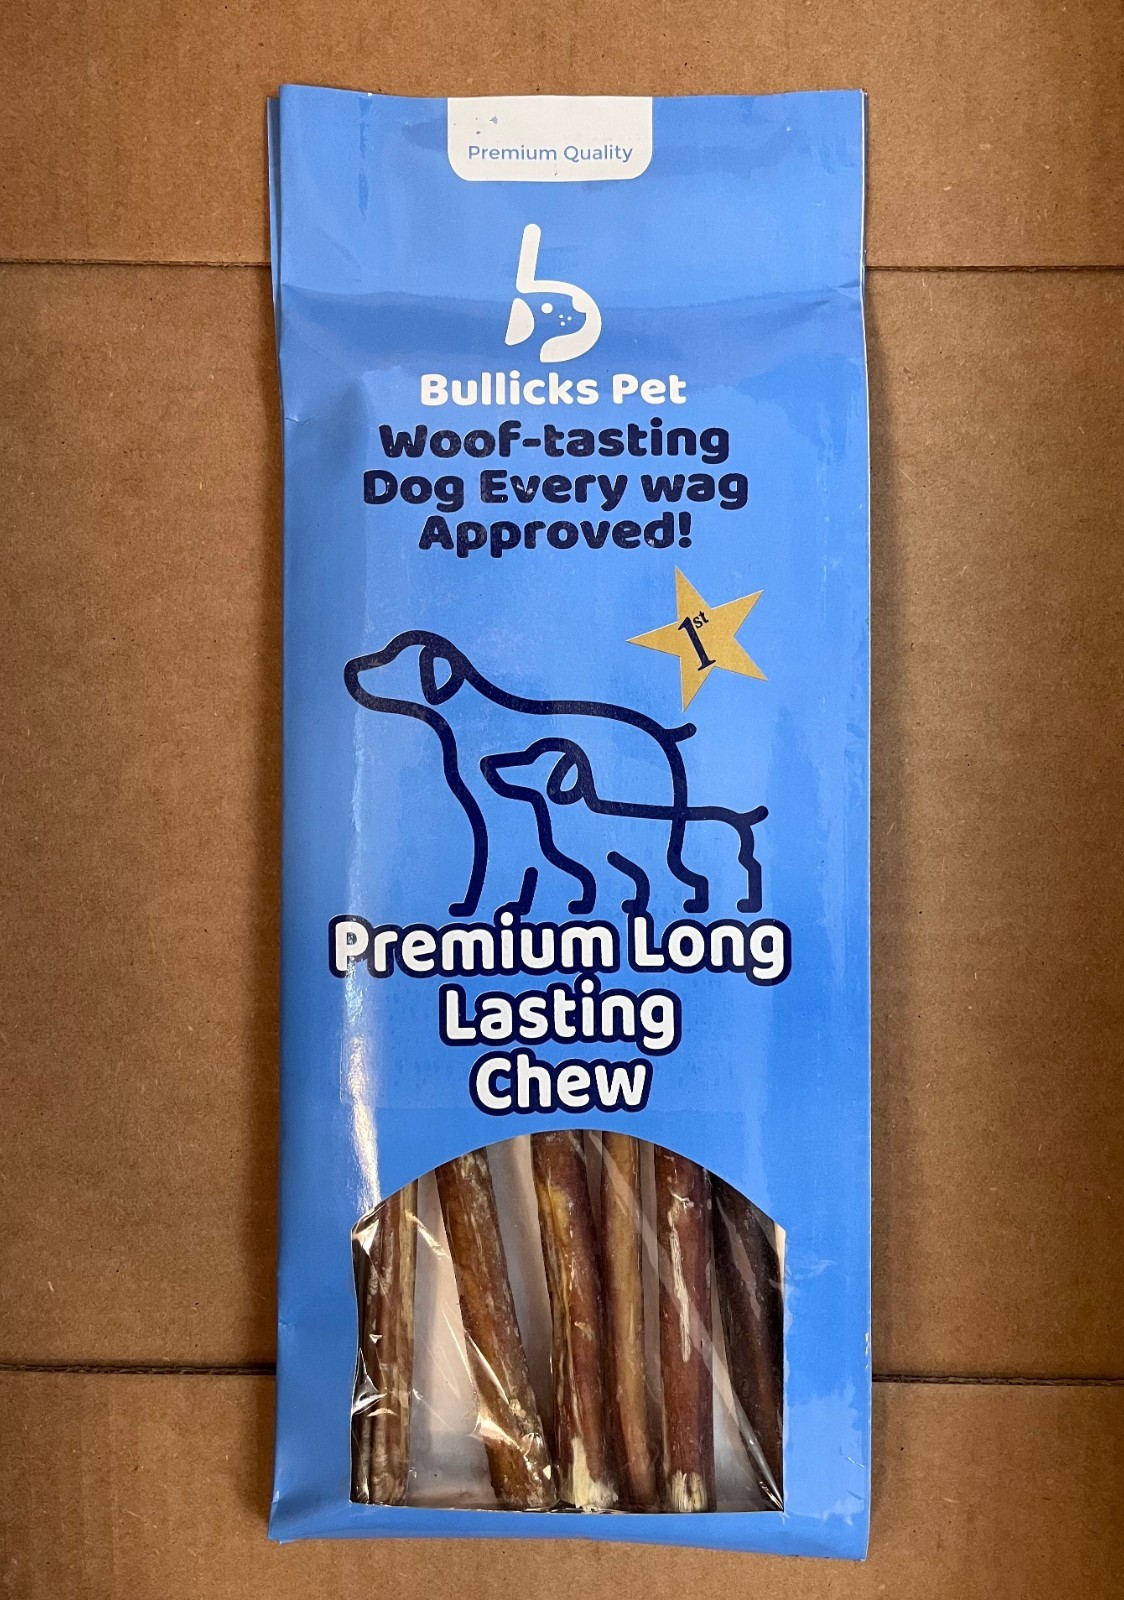 Premium Quality
Bullicks Pet
Woof-tasting
Dog Every wag
Approved!
1st
Premium Long
Lasting
Chew